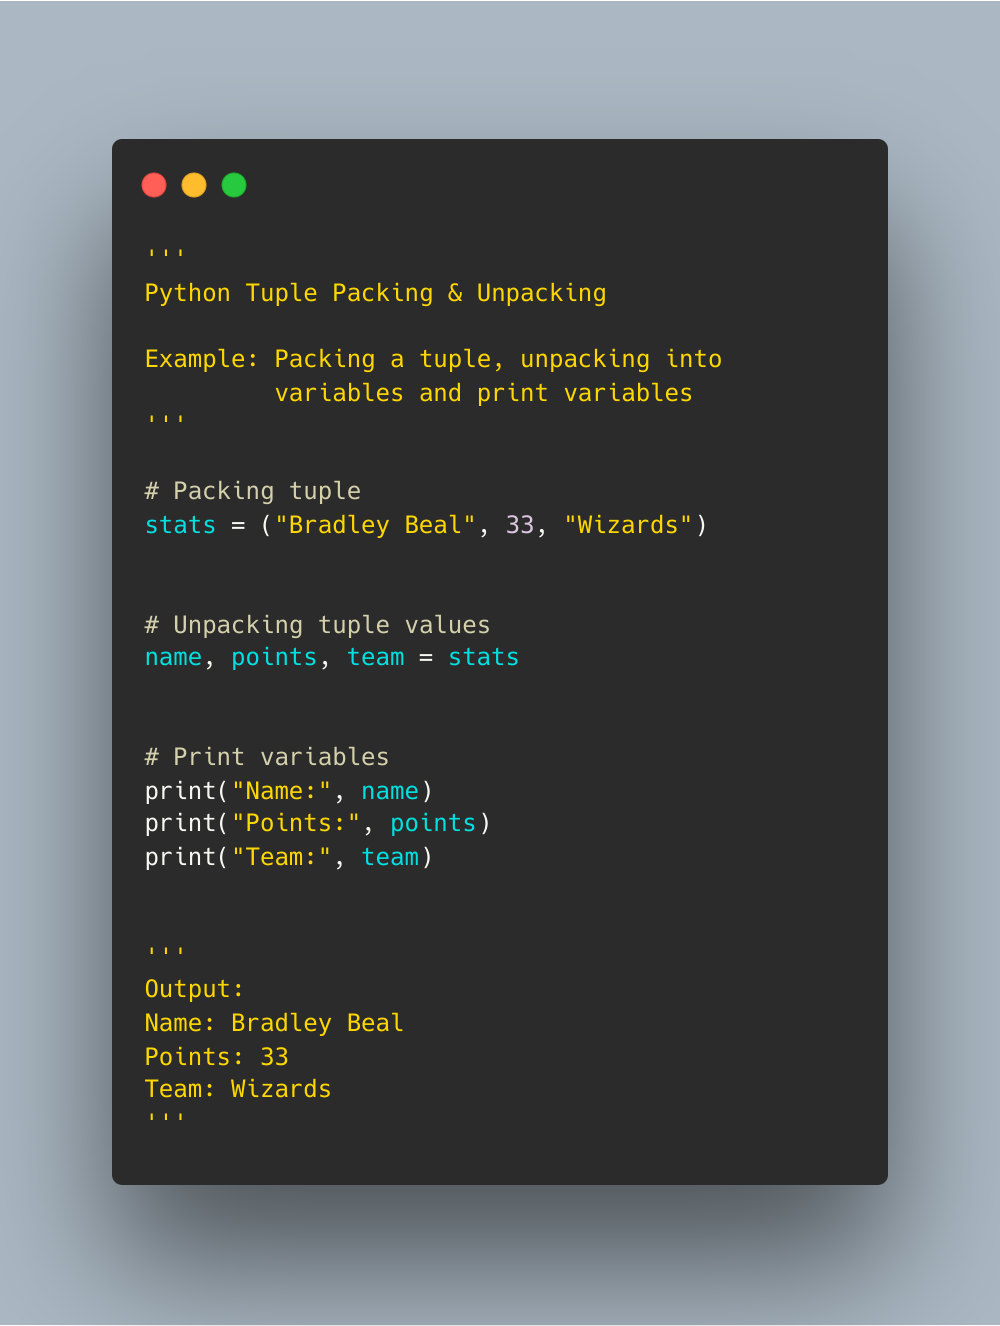 '''
Python Tuple Packing & Unpacking
Example: Packing a tuple, unpacking into
         variables and print variables
'''
# Packing tuple
stats = ("Bradley Beal", 33, "Wizards")
# Unpacking tuple values
name, points, team = stats
# Print variables
print("Name:", name)
print("Points:", points)
print("Team:", team)
'''
Output:
Name: Bradley Beal
Points: 33
Team: Wizards
'''